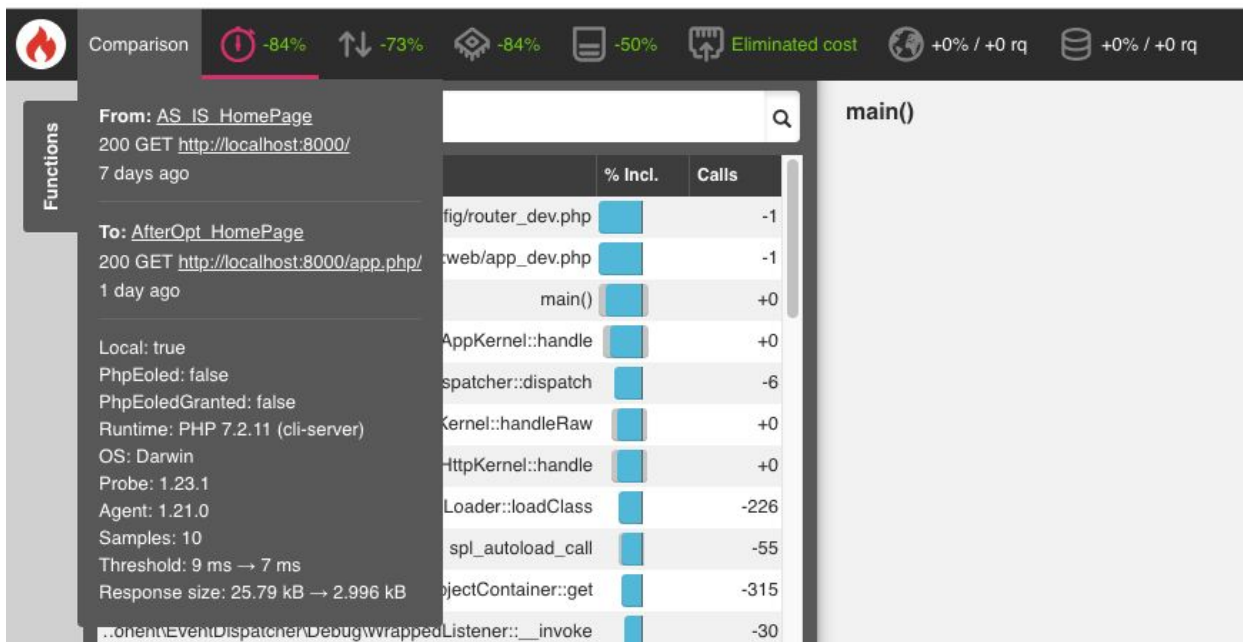 Comparison -84% -73% -84% -50% Eliminated cost +0% / +0 rq +0% / +0 rq
Functions
From: AS_IS_HomePage
200 GET http://localhost:8000/
7 days ago
To: AfterOpt_HomePage
200 GET http://localhost:8000/app.php/
1 day ago
Local: true
PhpEoled: false
PhpEoledGranted: false
Runtime: PHP 7.2.11 (cli-server)
OS: Darwin
Probe: 1.23.1
Agent: 1.21.0
Samples: 10
Threshold: 9 ms → 7 ms
Response size: 25.79 kB → 2.996 kB
% Incl. Calls
fig/router_dev.php -1
:web/app_dev.php -1
main() +0
AppKernel::handle +0
spatcher::dispatch -6
Kernel::handleRaw +0
HttpKernel::handle +0
Loader::loadClass -226
spl_autoload_call -55
ojectContainer::get -315
..onent\EventDispatcher\Debug\WrappedListener::__invoke -30
main()